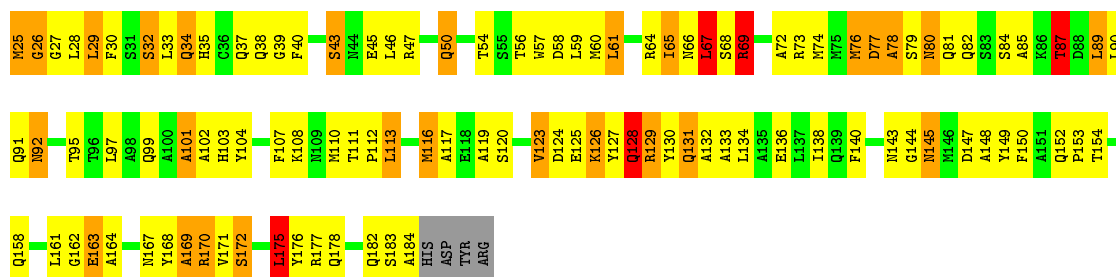 M25 G26 G27 L28 L29 F30 S31 S32 L33 Q34 H35 C36 Q37 Q38 G39 F40 S43 N44 E45 L46 R47 Q50 T54 S55 T56 W57 D58 L59 M60 L61 R64 I65 N66 L67 S68 R69 A72 R73 M74 M75 M76 D77 A78 S79 N80 Q81 Q82 S83 S84 A85 K86 T87 D88 L89
Q91 N92 T95 T96 L97 A98 Q99 A100 A101 A102 H103 Y104 F107 K108 N109 M110 T111 P112 L113 M116 A117 E118 A119 S120 V123 D124 E125 K126 Y127 Q128 R129 Y130 Q131 A132 A133 L134 A135 E136 L137 I138 Q139 F140 N143 G144 N145 M146 D147 A148 Y149 F150 A151 Q152 P153 T154
Q158 L161 G162 E163 A164 N167 Y168 A169 R170 V171 S172 L175 Y176 R177 Q178 Q182 S183 A184 HIS ASP TYR ARG